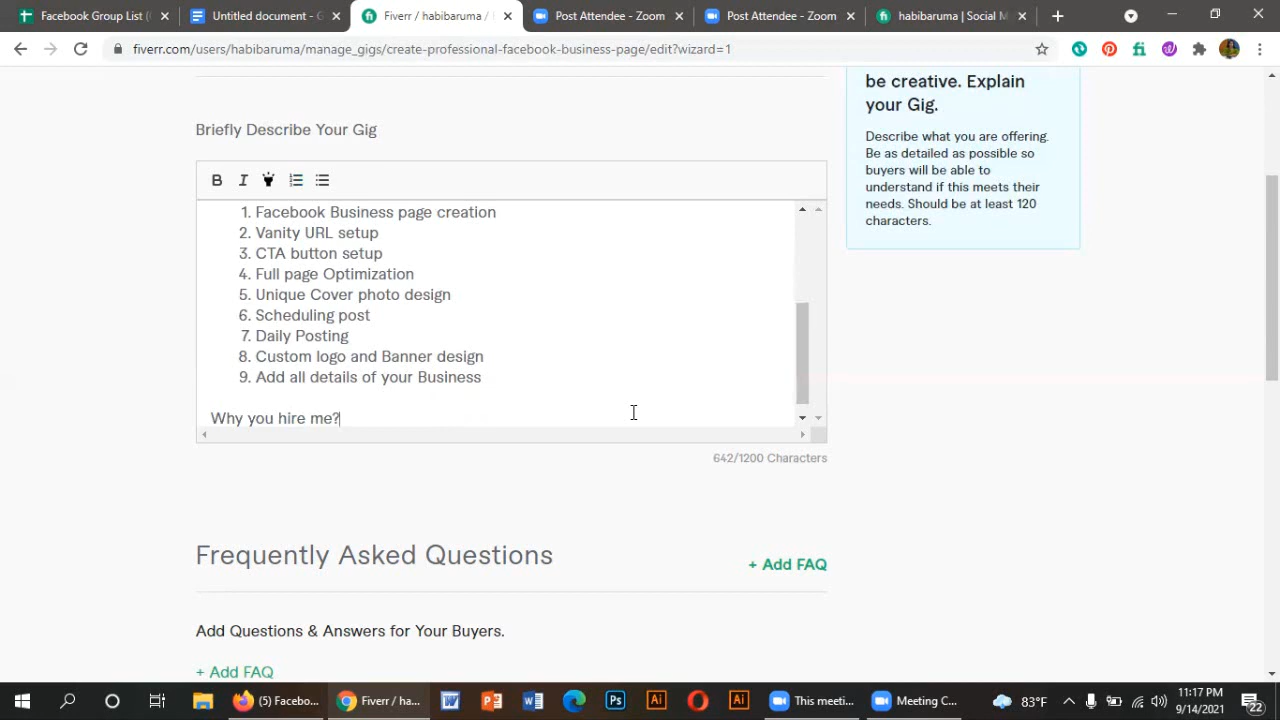 Facebook Group List (
Untitled document - G
Fiverr / habibaruma /
Post Attendee - Zoom
Post Attendee - Zoom
habibaruma | Social M
fiverr.com/users/habibaruma/manage_gigs/create-professional-facebook-business-page/edit?wizard=1
be creative. Explain
your Gig.
Describe what you are offering.
Be as detailed as possible so
buyers will be able to
understand if this meets their
needs. Should be at least 120
characters.
Briefly Describe Your Gig
B I
1. Facebook Business page creation
2. Vanity URL setup
3. CTA button setup
4. Full page Optimization
5. Unique Cover photo design
6. Scheduling post
7. Daily Posting
8. Custom logo and Banner design
9. Add all details of your Business
Why you hire me?
642/1200 Characters
Frequently Asked Questions
+ Add FAQ
Add Questions & Answers for Your Buyers.
+ Add FAQ
(5) Facebo...
Fiverr / ha...
Ps
Ai
Ai
This meeti...
Meeting C...
83°F
11:17 PM
9/14/2021
22